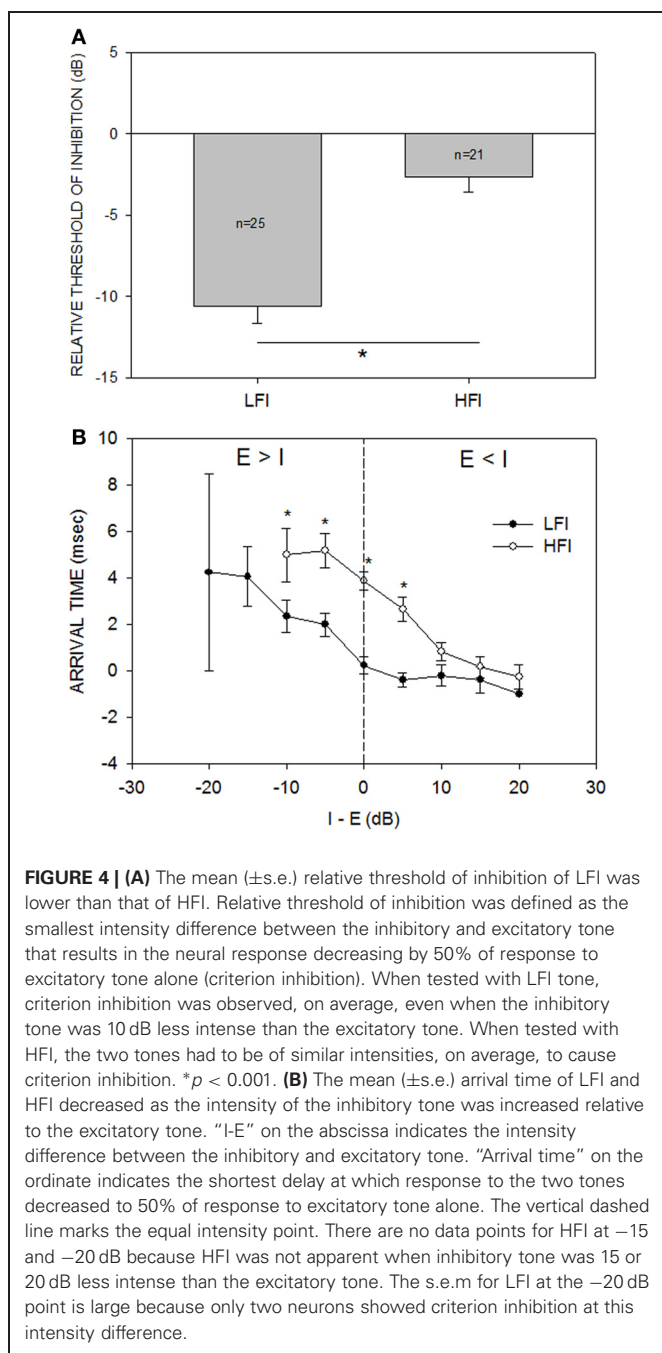 A
RELATIVE THRESHOLD OF INHIBITION (dB)
5
0
-5
-10
-15
n=25
n=21
*
LFI
HFI
B
ARRIVAL TIME (msec)
10
8
6
4
2
0
-2
-4
E > I
E < I
* * * *
LFI
HFI
-30 -20 -10 0 10 20 30
I - E (dB)
FIGURE 4 | (A) The mean (±s.e.) relative threshold of inhibition of LFI was
lower than that of HFI. Relative threshold of inhibition was defined as the
smallest intensity difference between the inhibitory and excitatory tone
that results in the neural response decreasing by 50% of response to
excitatory tone alone (criterion inhibition). When tested with LFI tone,
criterion inhibition was observed, on average, even when the inhibitory
tone was 10 dB less intense than the excitatory tone. When tested with
HFI, the two tones had to be of similar intensities, on average, to cause
criterion inhibition. *p < 0.001. (B) The mean (±s.e.) arrival time of LFI and
HFI decreased as the intensity of the inhibitory tone was increased relative
to the excitatory tone. “I-E” on the abscissa indicates the intensity
difference between the inhibitory and excitatory tone. “Arrival time” on the
ordinate indicates the shortest delay at which response to the two tones
decreased to 50% of response to excitatory tone alone. The vertical dashed
line marks the equal intensity point. There are no data points for HFI at −15
and −20 dB because HFI was not apparent when inhibitory tone was 15 or
20 dB less intense than the excitatory tone. The s.e.m for LFI at the −20 dB
point is large because only two neurons showed criterion inhibition at this
intensity difference.